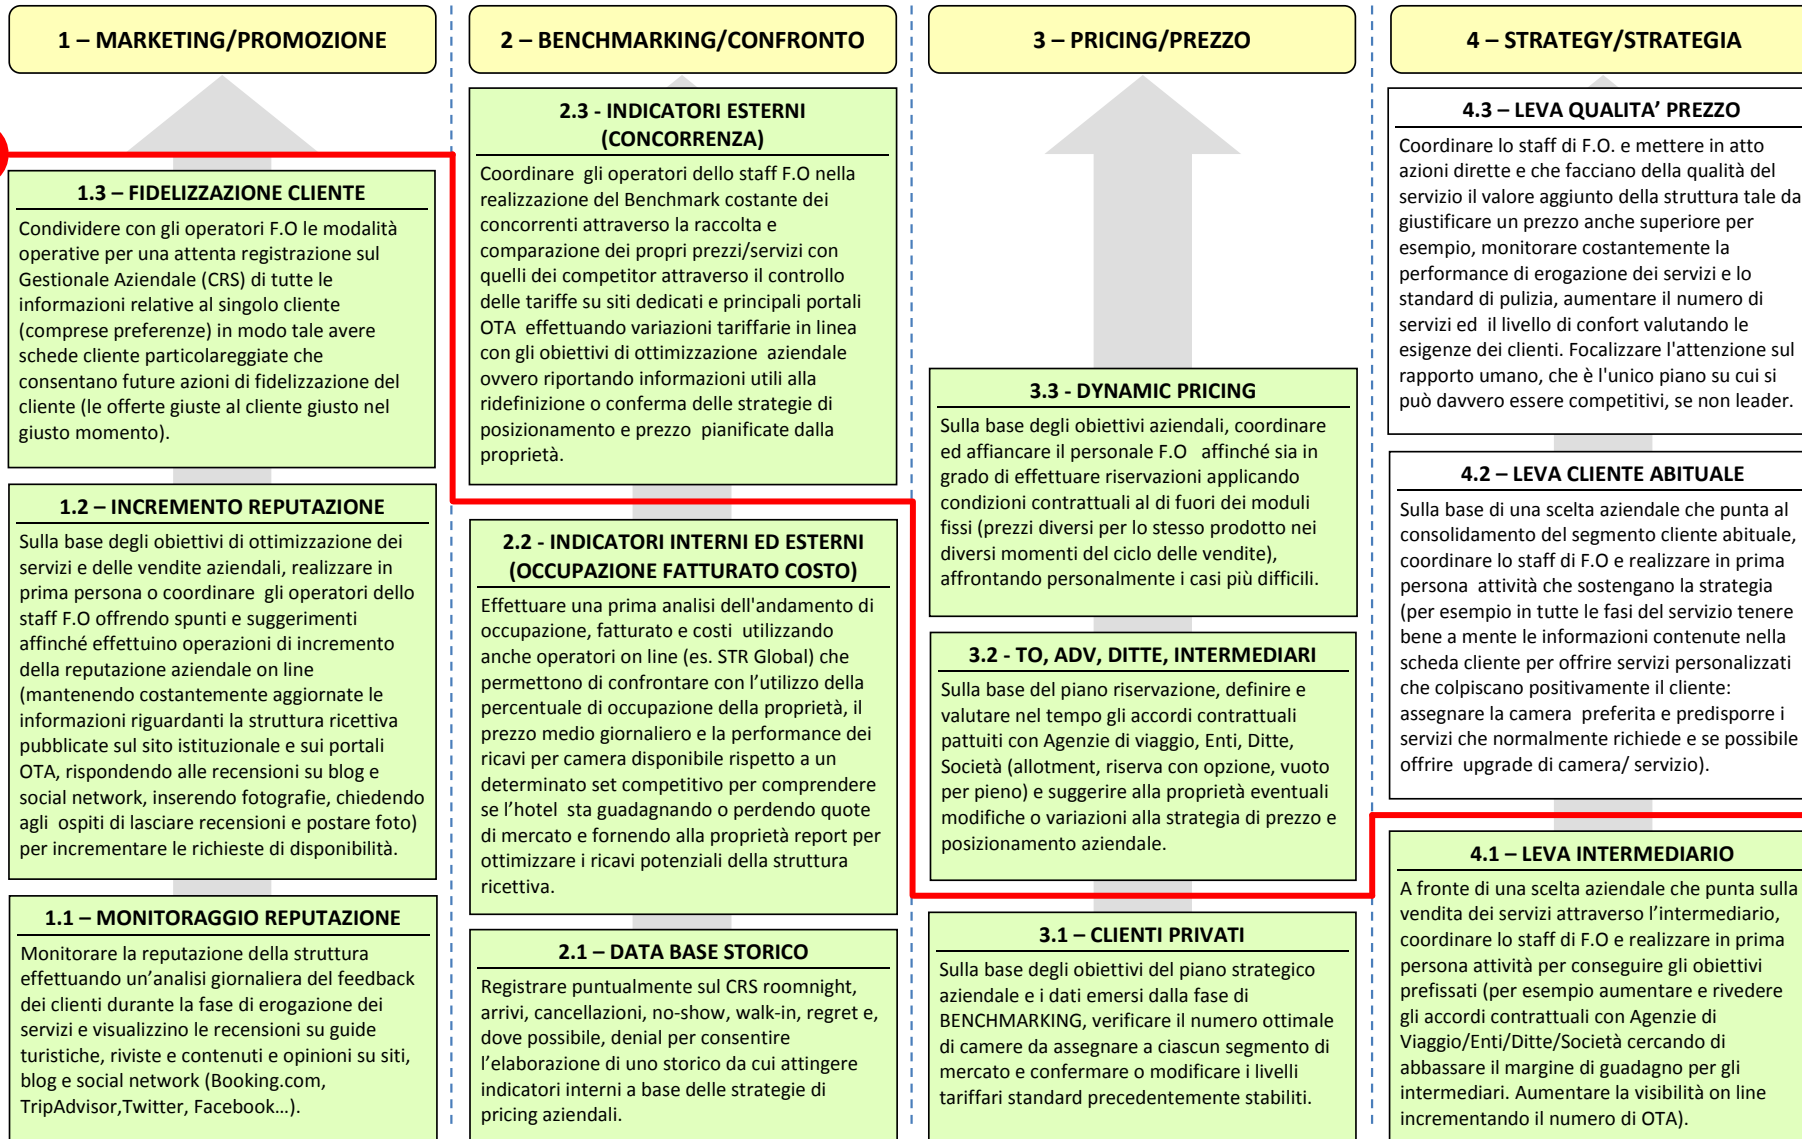 1 – MARKETING/PROMOZIONE
1.3 – FIDELIZZAZIONE CLIENTE
Condividere con gli operatori F.O le modalità
operative per una attenta registrazione sul
Gestionale Aziendale (CRS) di tutte le
informazioni relative al singolo cliente
(comprese preferenze) in modo tale avere
schede cliente particolareggiate che
consentano future azioni di fidelizzazione del
cliente (le offerte giuste al cliente giusto nel
giusto momento).
1.2 – INCREMENTO REPUTAZIONE
Sulla base degli obiettivi di ottimizzazione dei
servizi e delle vendite aziendali, realizzare in
prima persona o coordinare gli operatori dello
staff F.O offrendo spunti e suggerimenti
affinché effettuino operazioni di incremento
della reputazione aziendale on line
(mantenendo costantemente aggiornate le
informazioni riguardanti la struttura ricettiva
pubblicate sul sito istituzionale e sui portali
OTA, rispondendo alle recensioni su blog e
social network, inserendo fotografie, chiedendo
agli ospiti di lasciare recensioni e postare foto)
per incrementare le richieste di disponibilità.
1.1 – MONITORAGGIO REPUTAZIONE
Monitorare la reputazione della struttura
effettuando un’analisi giornaliera del feedback
dei clienti durante la fase di erogazione dei
servizi e visualizzino le recensioni su guide
turistiche, riviste e contenuti e opinioni su siti,
blog e social network (Booking.com,
TripAdvisor,Twitter, Facebook…).
2 – BENCHMARKING/CONFRONTO
2.3 - INDICATORI ESTERNI
(CONCORRENZA)
Coordinare gli operatori dello staff F.O nella
realizzazione del Benchmark costante dei
concorrenti attraverso la raccolta e
comparazione dei propri prezzi/servizi con
quelli dei competitor attraverso il controllo
delle tariffe su siti dedicati e principali portali
OTA effettuando variazioni tariffarie in linea
con gli obiettivi di ottimizzazione aziendale
ovvero riportando informazioni utili alla
ridefinizione o conferma delle strategie di
posizionamento e prezzo pianificate dalla
proprietà.
2.2 - INDICATORI INTERNI ED ESTERNI
(OCCUPAZIONE FATTURATO COSTO)
Effettuare una prima analisi dell'andamento di
occupazione, fatturato e costi utilizzando
anche operatori on line (es. STR Global) che
permettono di confrontare con l’utilizzo della
percentuale di occupazione della proprietà, il
prezzo medio giornaliero e la performance dei
ricavi per camera disponibile rispetto a un
determinato set competitivo per comprendere
se l’hotel sta guadagnando o perdendo quote
di mercato e fornendo alla proprietà report per
ottimizzare i ricavi potenziali della struttura
ricettiva.
2.1 – DATA BASE STORICO
Registrare puntualmente sul CRS roomnight,
arrivi, cancellazioni, no-show, walk-in, regret e,
dove possibile, denial per consentire
l’elaborazione di uno storico da cui attingere
indicatori interni a base delle strategie di
pricing aziendali.
3 – PRICING/PREZZO
3.3 - DYNAMIC PRICING
Sulla base degli obiettivi aziendali, coordinare
ed affiancare il personale F.O affinché sia in
grado di effettuare riservazioni applicando
condizioni contrattuali al di fuori dei moduli
fissi (prezzi diversi per lo stesso prodotto nei
diversi momenti del ciclo delle vendite),
affrontando personalmente i casi più difficili.
3.2 - TO, ADV, DITTE, INTERMEDIARI
Sulla base del piano riservazione, definire e
valutare nel tempo gli accordi contrattuali
pattuiti con Agenzie di viaggio, Enti, Ditte,
Società (allotment, riserva con opzione, vuoto
per pieno) e suggerire alla proprietà eventuali
modifiche o variazioni alla strategia di prezzo e
posizionamento aziendale.
3.1 – CLIENTI PRIVATI
Sulla base degli obiettivi del piano strategico
aziendale e i dati emersi dalla fase di
BENCHMARKING, verificare il numero ottimale
di camere da assegnare a ciascun segmento di
mercato e confermare o modificare i livelli
tariffari standard precedentemente stabiliti.
4 – STRATEGY/STRATEGIA
4.3 – LEVA QUALITA’ PREZZO
Coordinare lo staff di F.O. e mettere in atto
azioni dirette e che facciano della qualità del
servizio il valore aggiunto della struttura tale da
giustificare un prezzo anche superiore per
esempio, monitorare costantemente la
performance di erogazione dei servizi e lo
standard di pulizia, aumentare il numero di
servizi ed il livello di confort valutando le
esigenze dei clienti. Focalizzare l'attenzione sul
rapporto umano, che è l'unico piano su cui si
può davvero essere competitivi, se non leader.
4.2 – LEVA CLIENTE ABITUALE
Sulla base di una scelta aziendale che punta al
consolidamento del segmento cliente abituale,
coordinare lo staff di F.O e realizzare in prima
persona attività che sostengano la strategia
(per esempio in tutte le fasi del servizio tenere
bene a mente le informazioni contenute nella
scheda cliente per offrire servizi personalizzati
che colpiscano positivamente il cliente:
assegnare la camera preferita e predisporre i
servizi che normalmente richiede e se possibile
offrire upgrade di camera/ servizio).
4.1 – LEVA INTERMEDIARIO
A fronte di una scelta aziendale che punta sulla
vendita dei servizi attraverso l’intermediario,
coordinare lo staff di F.O e realizzare in prima
persona attività per conseguire gli obiettivi
prefissati (per esempio aumentare e rivedere
gli accordi contrattuali con Agenzie di
Viaggio/Enti/Ditte/Società cercando di
abbassare il margine di guadagno per gli
intermediari. Aumentare la visibilità on line
incrementando il numero di OTA).